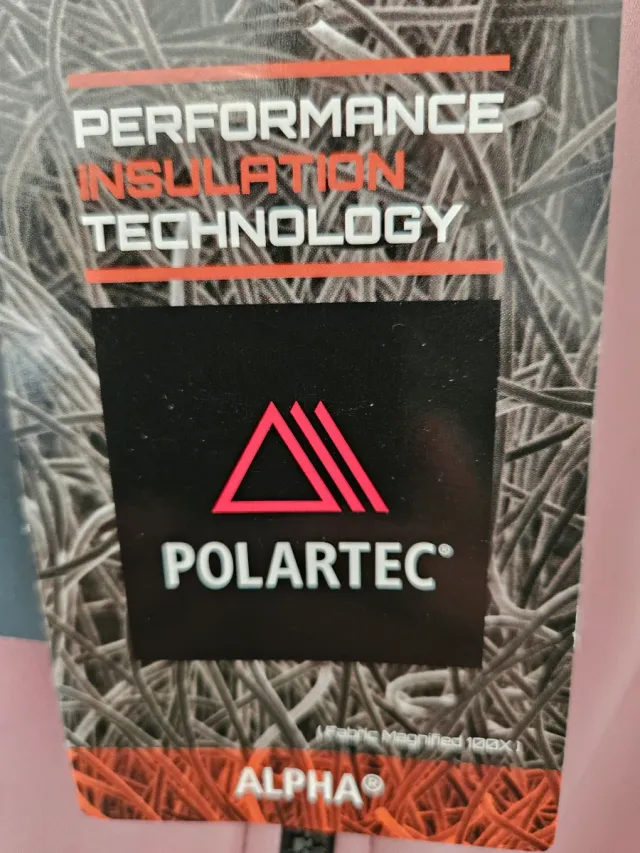 PERFORMANCE
INSULATION
TECHNOLOGY
POLARTEC®
[ Fabric Magnified 100X ]
ALPHA®